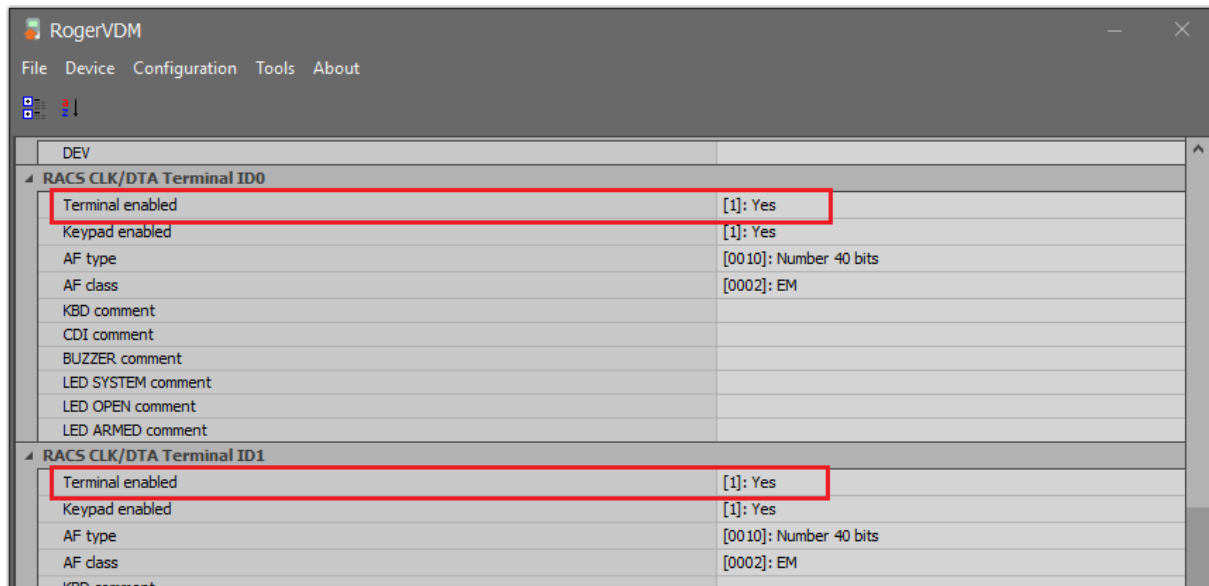 RogerVDM
File Device Configuration Tools About
DEV
RACS CLK/DTA Terminal ID0
Terminal enabled [1]: Yes
Keypad enabled [1]: Yes
AF type [0010]: Number 40 bits
AF class [0002]: EM
KBD comment
CDI comment
BUZZER comment
LED SYSTEM comment
LED OPEN comment
LED ARMED comment
RACS CLK/DTA Terminal ID1
Terminal enabled [1]: Yes
Keypad enabled [1]: Yes
AF type [0010]: Number 40 bits
AF class [0002]: EM
KBD comment